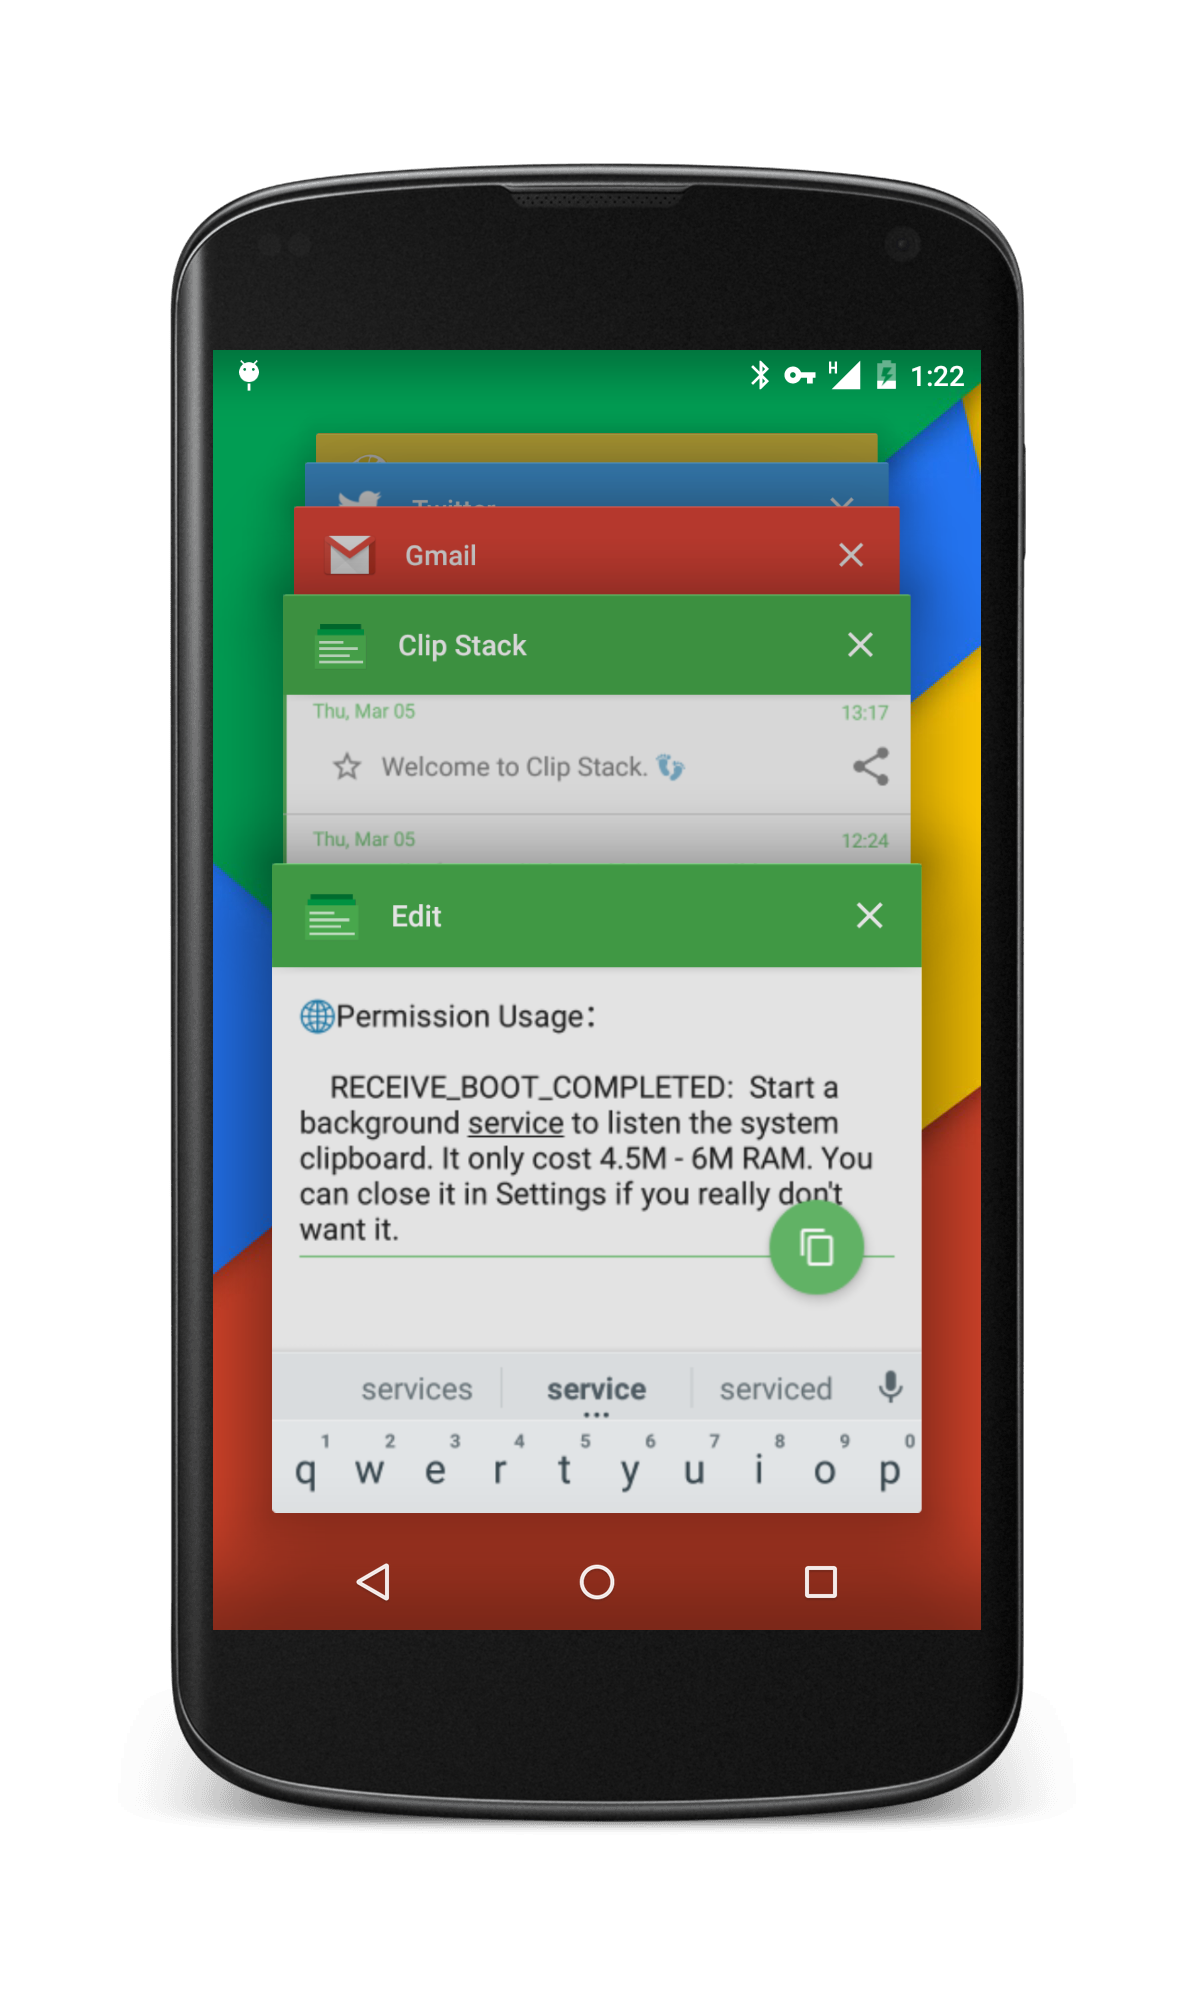 H 1:22
Twitter
Gmail
Clip Stack
Thu, Mar 05 13:17
Welcome to Clip Stack. 👣
Thu, Mar 05 12:24
Edit
🌐Permission Usage:
RECEIVE_BOOT_COMPLETED:  Start a
background service to listen the system
clipboard. It only cost 4.5M - 6M RAM. You
can close it in Settings if you really don't
want it.
services service serviced
1 2 3 4 5 6 7 8 9 0
q w e r t y u i o p